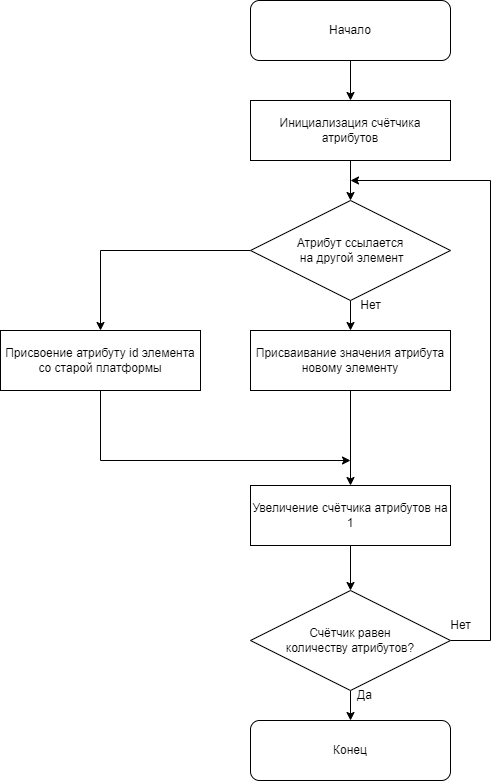 Начало
Инициализация счётчика
атрибутов
Атрибут ссылается
на другой элемент
Нет
Присвоение атрибуту id элемента
со старой платформы
Присваивание значения атрибута
новому элементу
Увеличение счётчика атрибутов на
1
Счётчик равен
количеству атрибутов?
Нет
Да
Конец